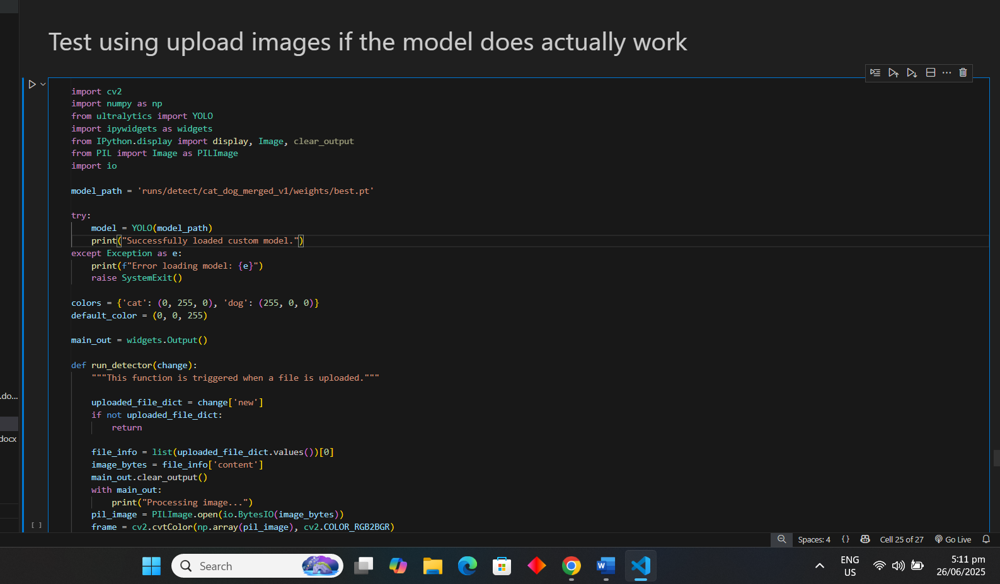 Test using upload images if the model does actually work
import cv2
import numpy as np
from ultralytics import YOLO
import ipywidgets as widgets
from IPython.display import display, Image, clear_output
from PIL import Image as PILImage
import io
model_path = 'runs/detect/cat_dog_merged_v1/weights/best.pt'
try:
    model = YOLO(model_path)
    print("Successfully loaded custom model.")
except Exception as e:
    print(f"Error loading model: {e}")
    raise SystemExit()
colors = {'cat': (0, 255, 0), 'dog': (255, 0, 0)}
default_color = (0, 0, 255)
main_out = widgets.Output()
def run_detector(change):
    """This function is triggered when a file is uploaded."""
    uploaded_file_dict = change['new']
    if not uploaded_file_dict:
        return
    file_info = list(uploaded_file_dict.values())[0]
    image_bytes = file_info['content']
    main_out.clear_output()
    with main_out:
        print("Processing image...")
    pil_image = PILImage.open(io.BytesIO(image_bytes))
    frame = cv2.cvtColor(np.array(pil_image), cv2.COLOR_RGB2BGR)
.do...
docx
[ ]
Spaces: 4 {} Cell 25 of 27 Go Live
Search
W
ENG
US
5:11 pm
26/06/2025